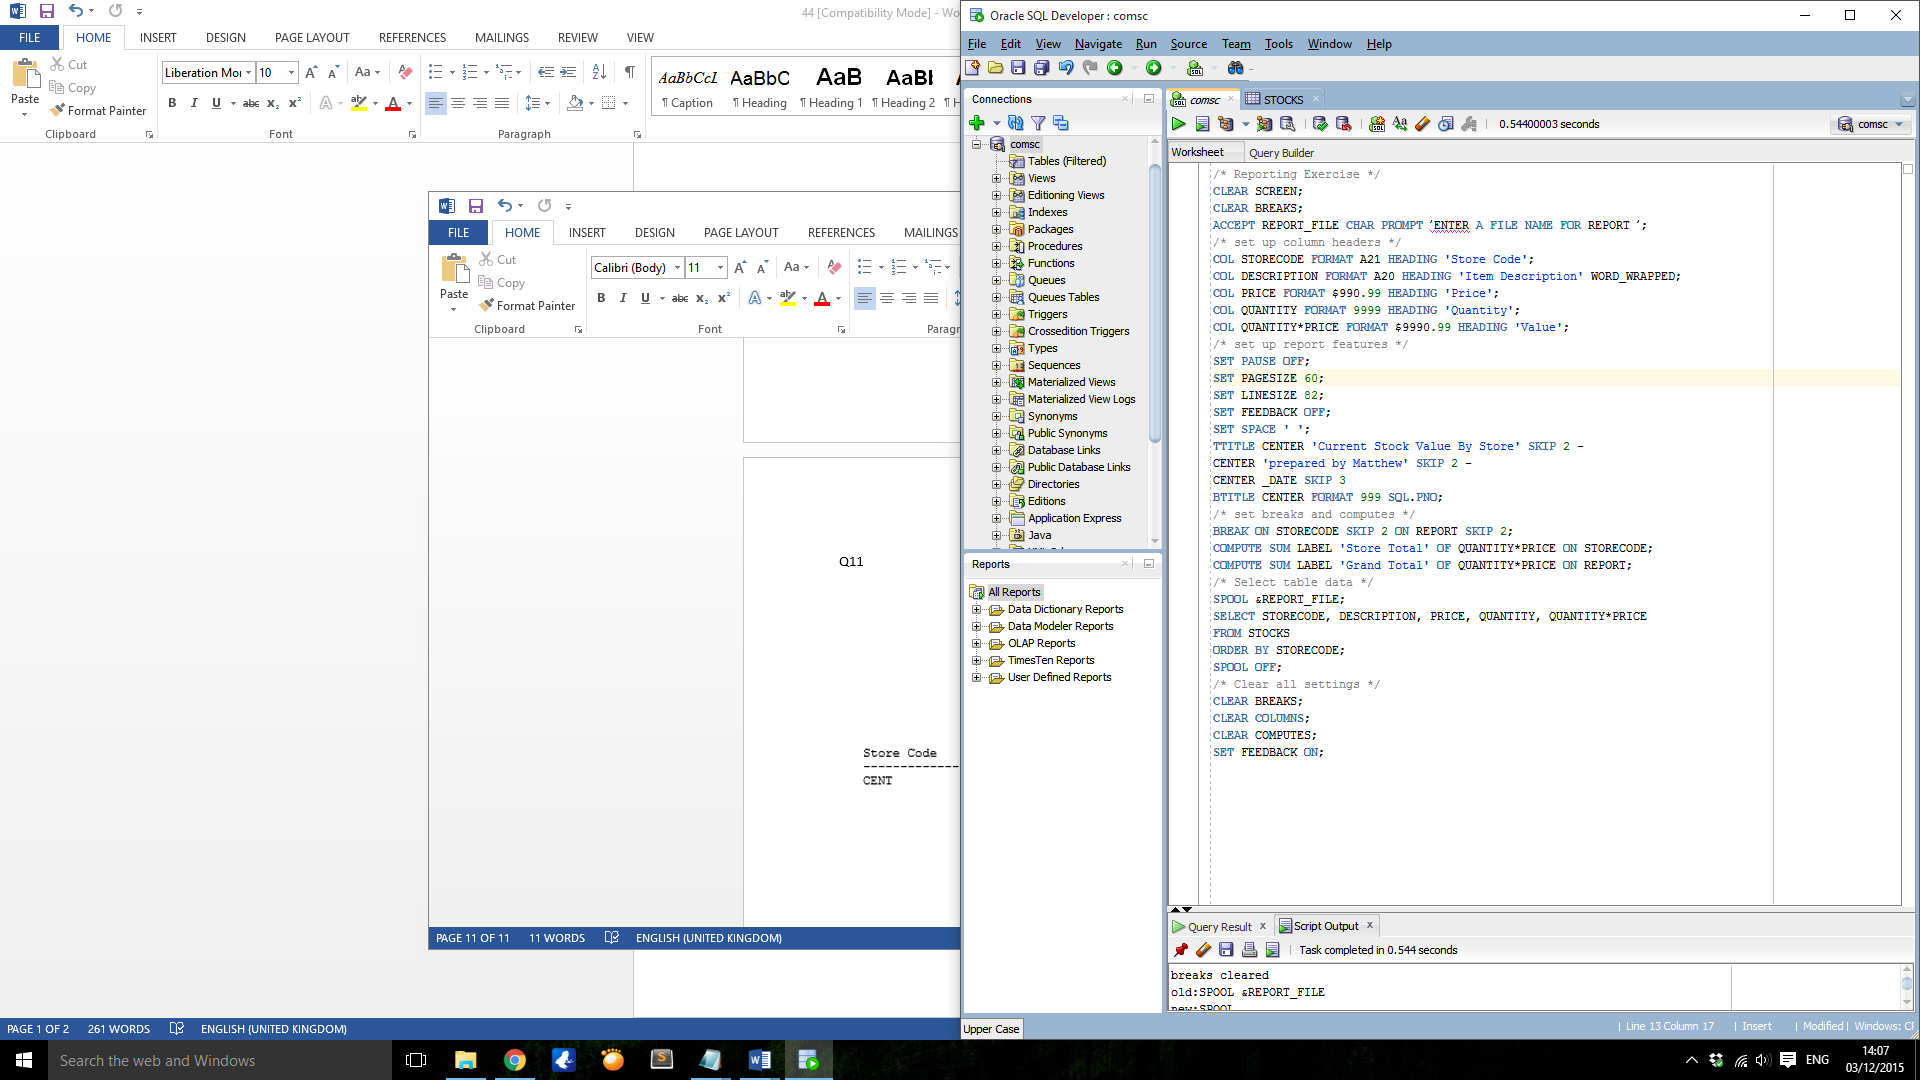 44 [Compatibility Mode] - Wo
FILE HOME INSERT DESIGN PAGE LAYOUT REFERENCES MAILINGS REVIEW VIEW
Paste
Cut
Copy
Format Painter
Clipboard
Liberation Mo 10
Font
Paragraph
AaBbCcI AaBbC AaB AaBl
¶ Caption ¶ Heading ¶ Heading 1 ¶ Heading 2 ¶ H
FILE HOME INSERT DESIGN PAGE LAYOUT REFERENCES MAILINGS
Paste
Cut
Copy
Format Painter
Clipboard
Calibri (Body) 11
Font
Paragr
Q11
Store Code
-------------
CENT
PAGE 11 OF 11 11 WORDS ENGLISH (UNITED KINGDOM)
PAGE 1 OF 2 261 WORDS ENGLISH (UNITED KINGDOM)
Oracle SQL Developer : comsc
File Edit View Navigate Run Source Team Tools Window Help
Connections
comsc
Tables (Filtered)
Views
Editioning Views
Indexes
Packages
Procedures
Functions
Queues
Queues Tables
Triggers
Crossedition Triggers
Types
Sequences
Materialized Views
Materialized View Logs
Synonyms
Public Synonyms
Database Links
Public Database Links
Directories
Editions
Application Express
Java
Reports
All Reports
Data Dictionary Reports
Data Modeler Reports
OLAP Reports
TimesTen Reports
User Defined Reports
comsc STOCKS
0.54400003 seconds
comsc
Worksheet Query Builder
/* Reporting Exercise */
CLEAR SCREEN;
CLEAR BREAKS;
ACCEPT REPORT_FILE CHAR PROMPT 'ENTER A FILE NAME FOR REPORT ';
/* set up column headers */
COL STORECODE FORMAT A21 HEADING 'Store Code';
COL DESCRIPTION FORMAT A20 HEADING 'Item Description' WORD_WRAPPED;
COL PRICE FORMAT $990.99 HEADING 'Price';
COL QUANTITY FORMAT 9999 HEADING 'Quantity';
COL QUANTITY*PRICE FORMAT $9990.99 HEADING 'Value';
/* set up report features */
SET PAUSE OFF;
SET PAGESIZE 60;
SET LINESIZE 82;
SET FEEDBACK OFF;
SET SPACE ' ';
TTITLE CENTER 'Current Stock Value By Store' SKIP 2 -
CENTER 'prepared by Matthew' SKIP 2 -
CENTER _DATE SKIP 3
BTITLE CENTER FORMAT 999 SQL.PNO;
/* set breaks and computes */
BREAK ON STORECODE SKIP 2 ON REPORT SKIP 2;
COMPUTE SUM LABEL 'Store Total' OF QUANTITY*PRICE ON STORECODE;
COMPUTE SUM LABEL 'Grand Total' OF QUANTITY*PRICE ON REPORT;
/* Select table data */
SPOOL &REPORT_FILE;
SELECT STORECODE, DESCRIPTION, PRICE, QUANTITY, QUANTITY*PRICE
FROM STOCKS
ORDER BY STORECODE;
SPOOL OFF;
/* Clear all settings */
CLEAR BREAKS;
CLEAR COLUMNS;
CLEAR COMPUTES;
SET FEEDBACK ON;
Query Result Script Output
Task completed in 0.544 seconds
breaks cleared
old:SPOOL &REPORT_FILE
new:SPOOL
Upper Case
Line 13 Column 17 Insert Modified Windows: CF
Search the web and Windows
ENG
14:07
03/12/2015